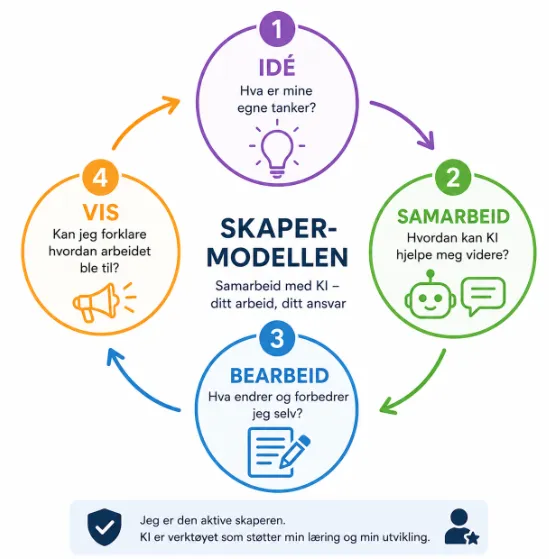 1
IDÉ
Hva er mine
egne tanker?
2
SAMARBEID
Hvordan kan KI
hjelpe meg videre?
3
BEARBEID
Hva endrer og forbedrer
jeg selv?
4
VIS
Kan jeg forklare
hvordan arbeidet
ble til?
SKAPER-
MODELLEN
Samarbeid med KI –
ditt arbeid, ditt ansvar
Jeg er den aktive skaperen.
KI er verktøyet som støtter min læring og min utvikling.